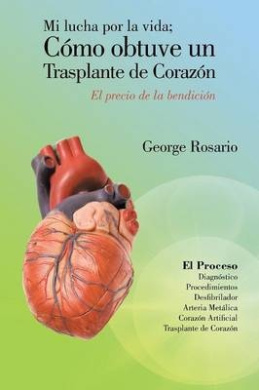 Mi lucha por la vida;
Cómo obtuve un
Trasplante de Corazón
El precio de la bendición
George Rosario
El Proceso
Diagnóstico
Procedimientos
Desfibrilador
Arteria Metálica
Corazón Artificial
Trasplante de Corazón